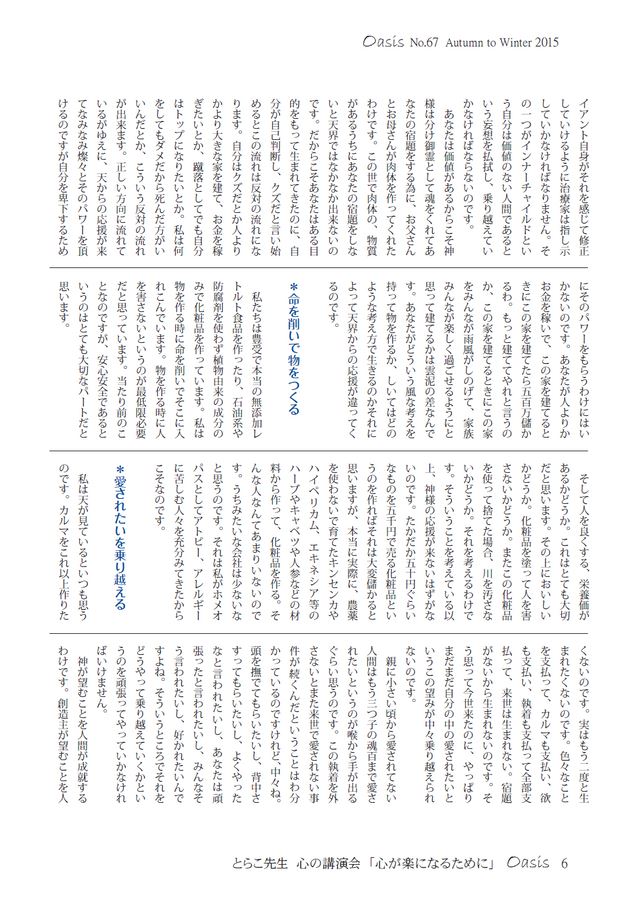 Oasis No.67 Autumn to Winter 2015
イアント自身がそれを感じて修正
していけるように治療家は指し示
していかなければなりません。そ
の一つがインナーチャイルドとい
う自分は価値のない人間であると
いう妄想を払拭し、乗り越えてい
かなければならないのです。
あなたは価値があるからこそ神
様は分け御霊として魂をくれてあ
なたの宿題をする為に、お父さん
とお母さんが肉体を作ってくれた
わけです。この世で肉体の、物質
があるうちにあなたの宿題をしな
いと天界ではなかなか出来ないの
です。だからこそあなたはある目
的をもって生まれてきたのに、自
分が自己判断し、クズだと言い始
めるとこの流れは反対の流れにな
ります。自分はクズだとか人より
かより大きな家を建て、お金を稼
ぎたいとか、蹴落としてでも自分
はトップになりたいとか。私は何
をしてもダメだから死んだ方がい
いんだとか、こういう反対の流れ
が出来ます。正しい方向に流れて
いるがゆえに、天からの応援が来
てなみなみ燦々とそのパワーを頂
けるのですが自分を卑下するため
にそのパワーをもらうわけにはい
かないのです。あなたが人よりか
お金を稼いで、この家を建てると
きにこの家を建てたら五百万儲か
るわ。もっと建ててやれと言うの
か、この家を建てるときにこの家
をみんなが雨風がしのげて、家族
みんなが楽しく過ごせるようにと
思って建てるかは雲泥の差なんで
す。あなたがどういう風な考えを
持って物を作るか、しいてはどの
ような考え方で生きるのかそれに
よって天界からの応援が違ってく
るのです。
＊命を削いで物をつくる
私たちは豊受で本当の無添加レ
トルト食品を作ったり、石油系や
防腐剤を使わず植物由来の成分の
みで化粧品を作っています。私は
物を作る時に命を削いでそこに入
れこんでいます。物を作る時に人
を害さないというのが最低限必要
だと思っています。当たり前のこ
となのですが、安心安全であると
いうのはとても大切なパートだと
思います。
そして人を良くする、栄養価が
あるかどうか。これはとても大切
だと思います。その上においしい
かどうか。化粧品を塗って人を害
さないかどうか。またこの化粧品
を使って捨てた場合、川を汚さな
いかどうか。それを考えるわけで
す。そういうことを考えている以
上、神様の応援が来ないはずがな
いのです。たかだか五十円ぐらい
なものを五千円で売る化粧品とい
うのを作ればそれは大変儲かると
思いますが、本当に実際に、農薬
を使わないで育てたキンセンカや
ハイペリカム、エキネシア等の
ハーブやキャベツや人参などの材
料から作って、化粧品を作る。そ
んな人なんてあまりいないので
す。うちみたいな会社は少ないな
と思うのです。それは私がホメオ
パスとしてアトピー、アレルギー
に苦しむ人々を充分みてきたから
こそなのです。
＊愛されたいを乗り越える
私は天が見ているといつも思う
のです。カルマをこれ以上作りた
くないのです。実はもう二度と生
まれたくないのです。色々なこと
を支払って、カルマも支払い、欲
も支払い、執着も支払って全部支
払って、来世は生まれない。宿題
がないから生まれないのです。そ
う思って今世来たのに、やっぱり
まだまだ自分の中の愛されたいと
いうこの望みが中々乗り越えられ
ないのです。
親に小さい頃から愛されてない
人間はもう三つ子の魂百まで愛さ
れたいというのが喉から手が出る
ぐらい思うのです。この執着を外
さないとまた来世で愛されない事
件が続くんだということはわ分
かっているのですけれど、中々ね。
頭を撫でてもらいたいし、背中さ
すってもらいたいし、よくやった
なと言われたいし、あなたは頑
張ったと言われたいし、みんなそ
う言われたいし、好かれたいんで
すよね。そういうところでそれを
どうやって乗り越えていくかとい
うのを頑張ってやっていかなけれ
ばいけません。
神が望むことを人間が成就する
わけです。創造主が望むことを人
とらこ先生 心の講演会「心が楽になるために」 Oasis 6